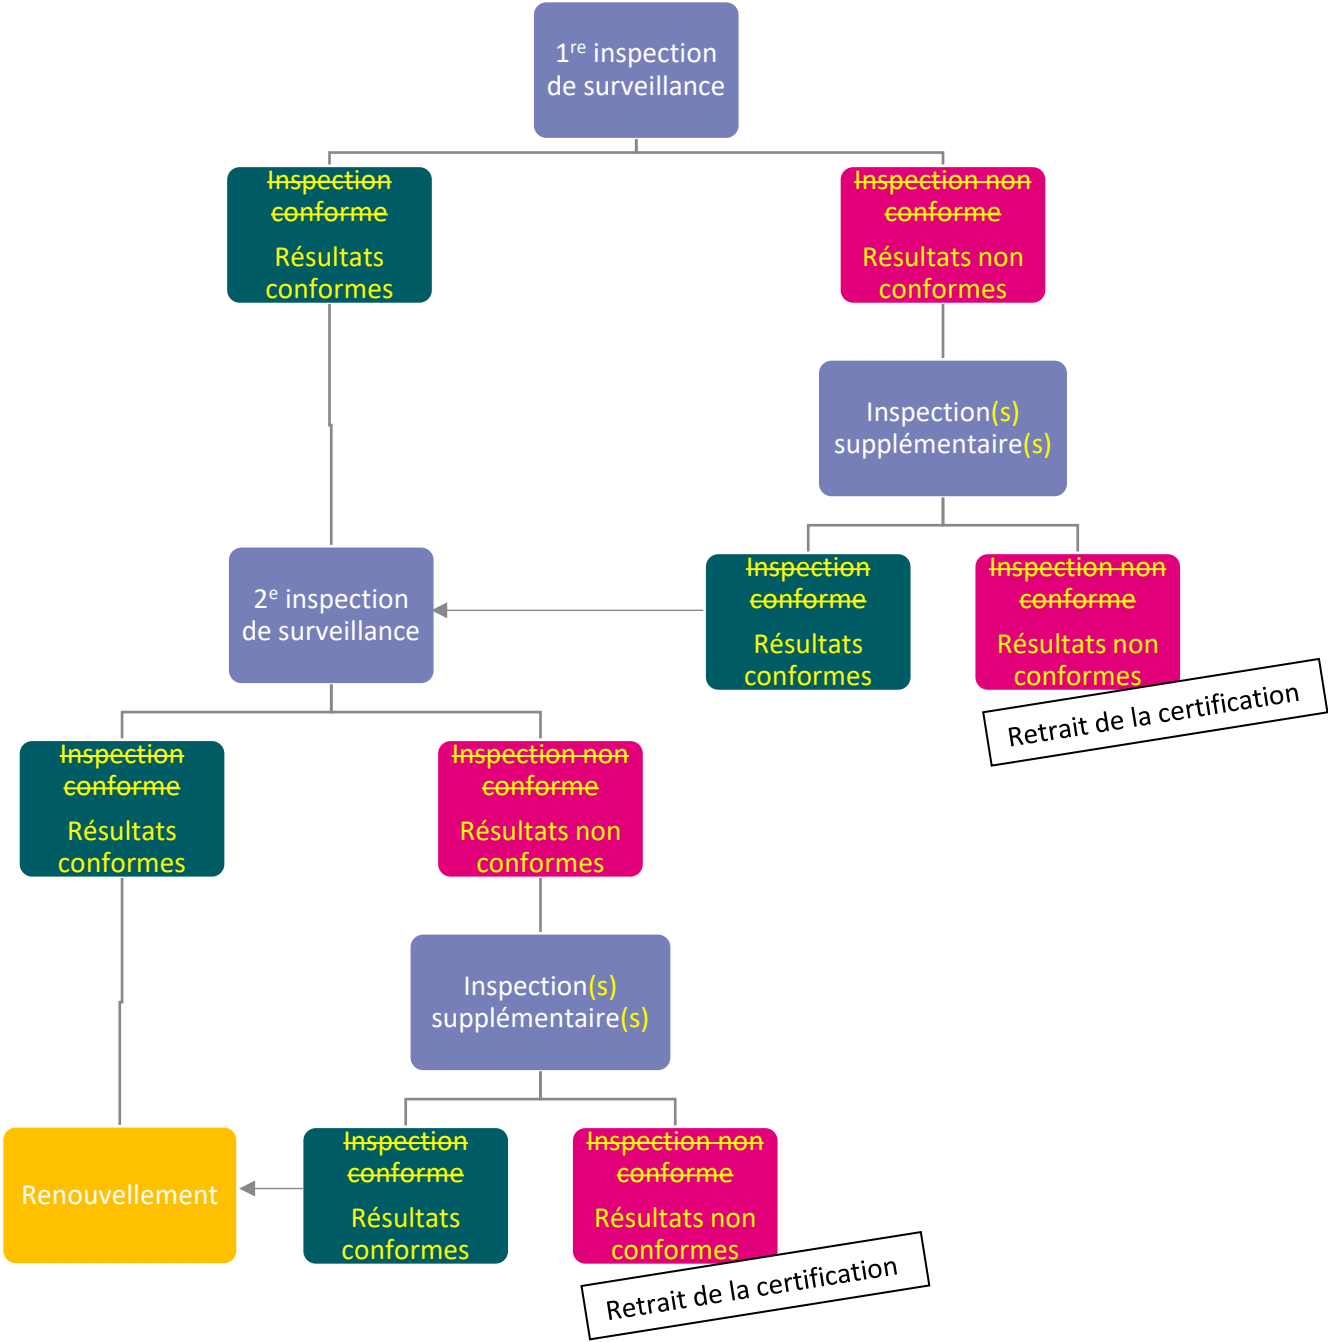 1re inspection
de surveillance
Inspection
conforme
Résultats
conformes
Inspection non
conforme
Résultats non
conformes
Inspection(s)
supplémentaire(s)
2e inspection
de surveillance
Inspection
conforme
Résultats
conformes
Inspection non
conforme
Résultats non
conformes
Retrait de la certification
Inspection
conforme
Résultats
conformes
Inspection non
conforme
Résultats non
conformes
Inspection(s)
supplémentaire(s)
Renouvellement
Inspection
conforme
Résultats
conformes
Inspection non
conforme
Résultats non
conformes
Retrait de la certification